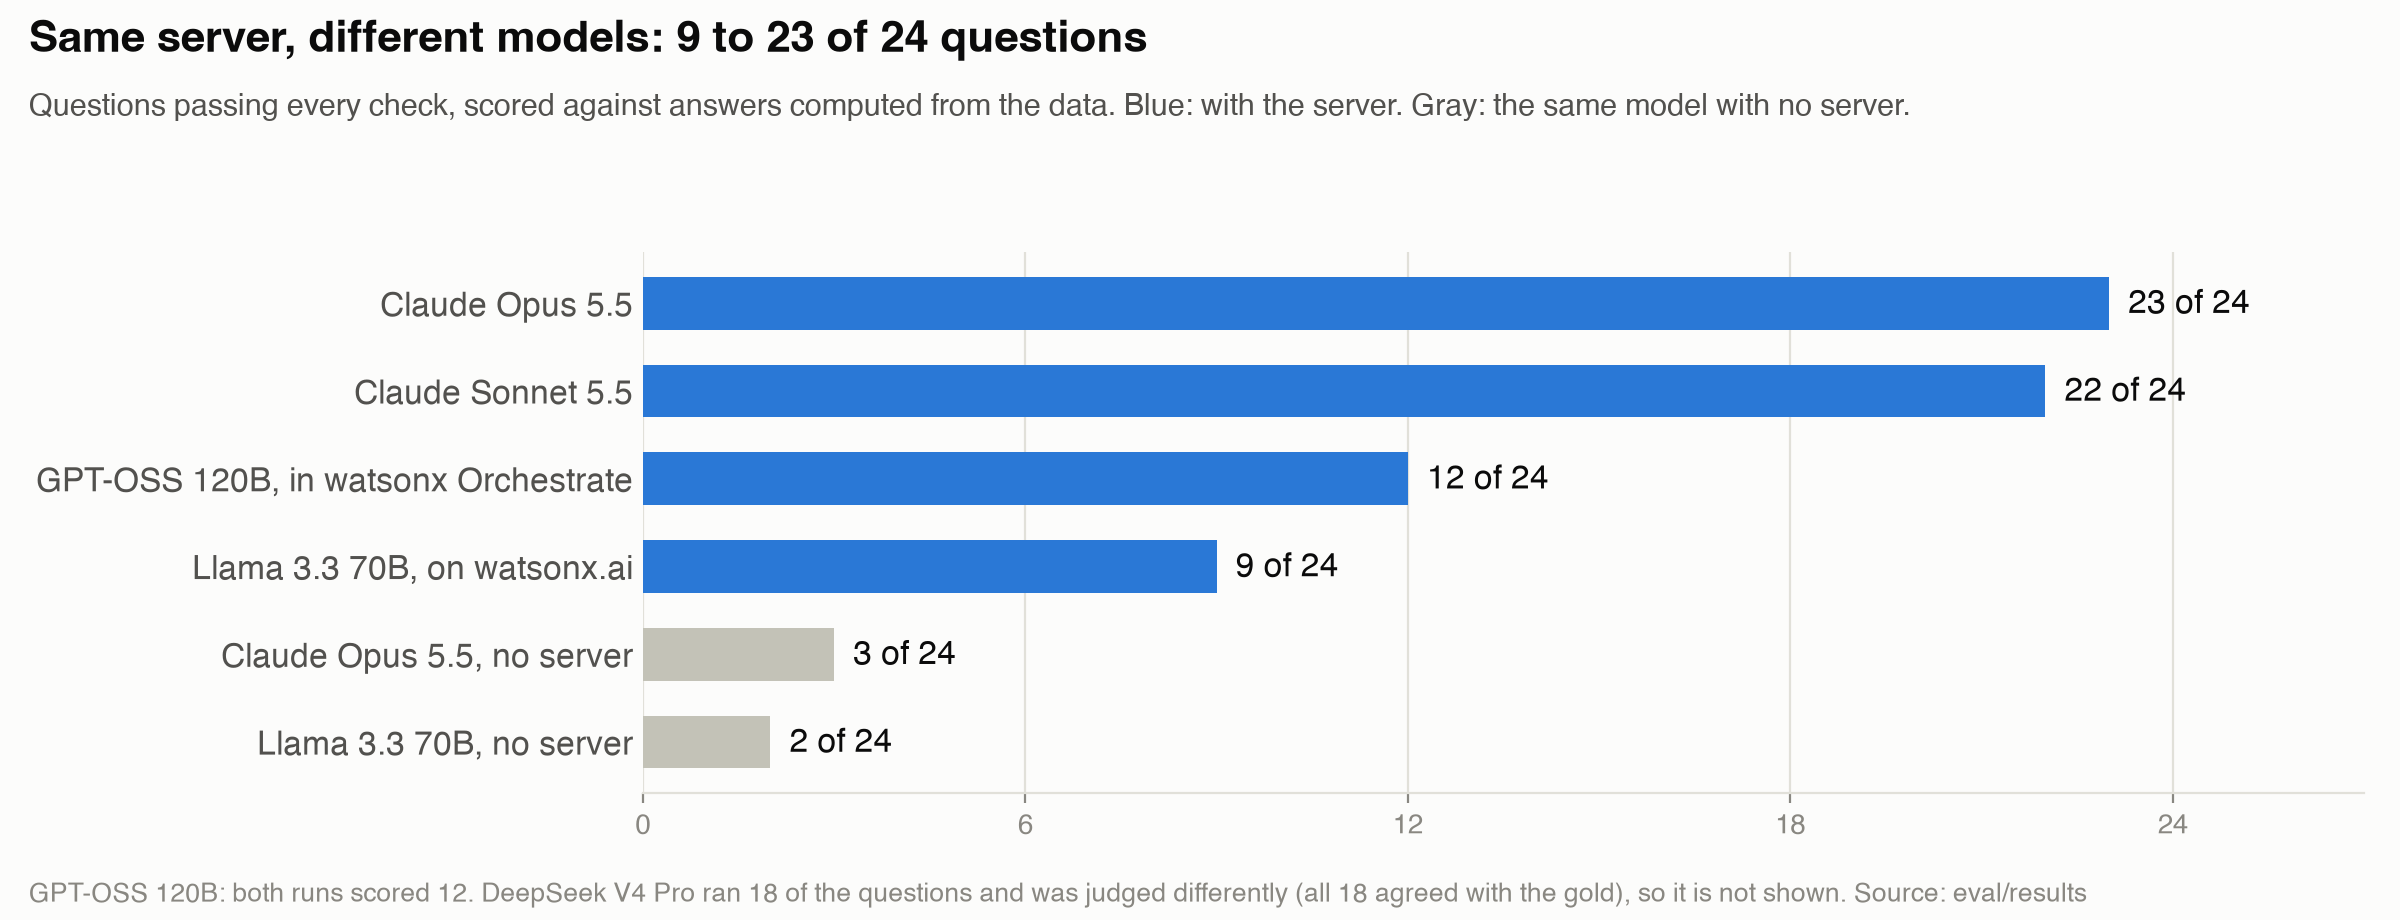 Same server, different models: 9 to 23 of 24 questions
Questions passing every check, scored against answers computed from the data. Blue: with the server. Gray: the same model with no server.
Claude Opus 5.5 23 of 24
Claude Sonnet 5.5 22 of 24
GPT-OSS 120B, in watsonx Orchestrate 12 of 24
Llama 3.3 70B, on watsonx.ai 9 of 24
Claude Opus 5.5, no server 3 of 24
Llama 3.3 70B, no server 2 of 24
0 6 12 18 24
GPT-OSS 120B: both runs scored 12. DeepSeek V4 Pro ran 18 of the questions and was judged differently (all 18 agreed with the gold), so it is not shown. Source: eval/results